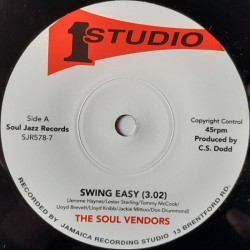 1 STUDIO
Side A
Soul Jazz Records
SJR578-7
Copyright Control
45rpm
Produced by
C.S. Dodd
SWING EASY (3.02)
(Jerome Haynes/Lester Sterling/Tommy McCook/
Lloyd Brevett/Lloyd Knibb/Jackie Mittoo/Don Drummond)
THE SOUL VENDORS
RECORDED BY JAMAICA RECORDING STUDIO 13 BRENTFORD RD.